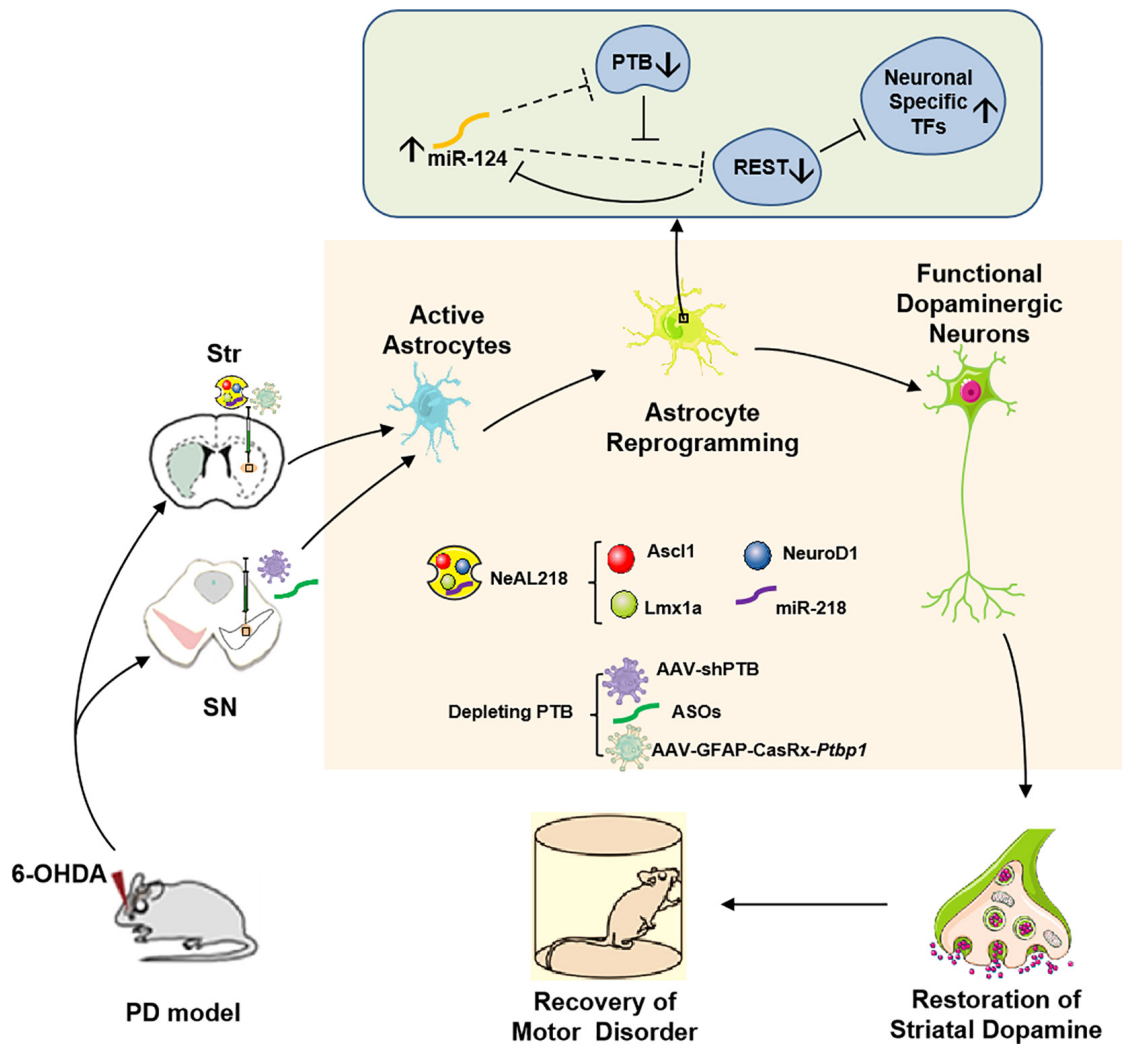 PTB
Neuronal
Specific
TFs
miR-124
REST
Functional
Dopaminergic
Neurons
Active
Astrocytes
Str
Astrocyte
Reprogramming
NeAL218
Ascl1
NeuroD1
Lmx1a
miR-218
SN
AAV-shPTB
Depleting PTB
ASOs
AAV-GFAP-CasRx-Ptbp1
6-OHDA
PD model
Recovery of
Motor Disorder
Restoration of
Striatal Dopamine